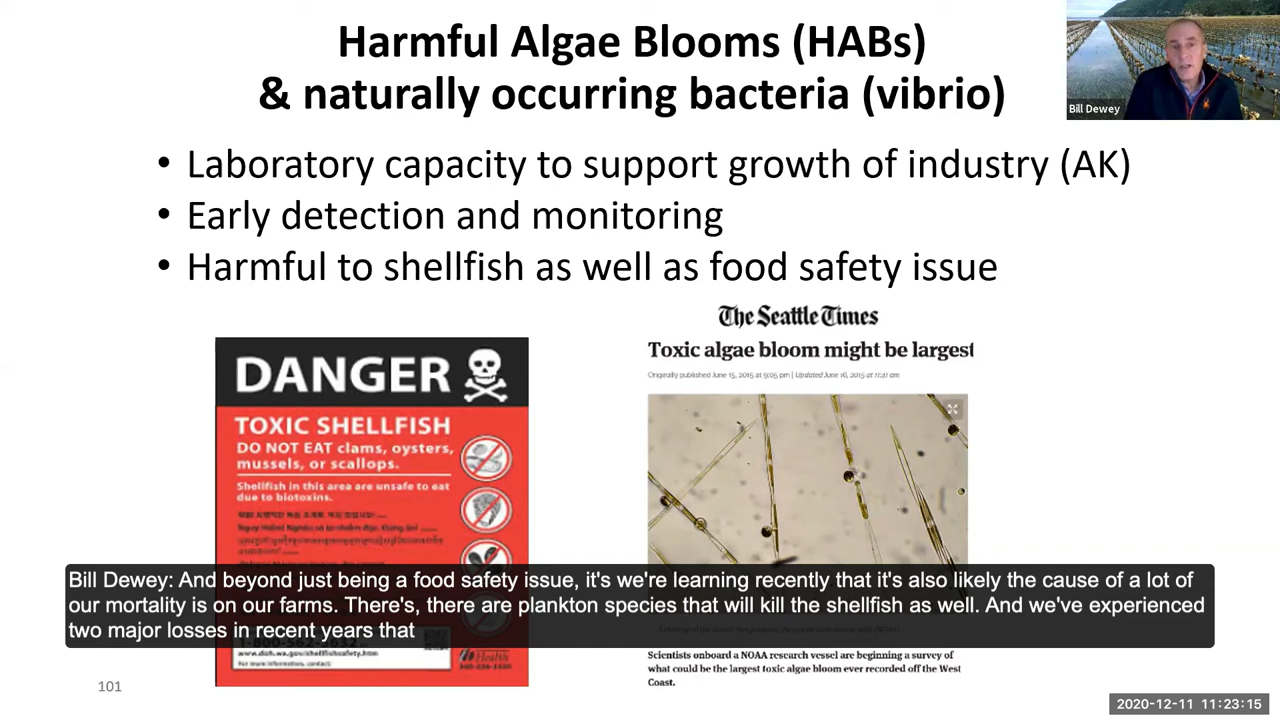 Harmful Algae Blooms (HABs)
& naturally occurring bacteria (vibrio)
Bill Dewey
• Laboratory capacity to support growth of industry (AK)
• Early detection and monitoring
• Harmful to shellfish as well as food safety issue
DANGER
TOXIC SHELLFISH
DO NOT EAT clams, oysters,
mussels, or scallops.
Shellfish in this area are unsafe to eat
due to biotoxins.
The Seattle Times
Toxic algae bloom might be largest
Originally published June 15, 2015 at 9:05 pm | Updated June 16, 2015 at 11:21 am
Bill Dewey: And beyond just being a food safety issue, it's we're learning recently that it's also likely the cause of a lot of
our mortality is on our farms. There's, there are plankton species that will kill the shellfish as well. And we've experienced
two major losses in recent years that
www.doh.wa.gov/shellfishsafety.htm
For more information, contact:
Health
Scientists onboard a NOAA research vessel are beginning a survey of
what could be the largest toxic algae bloom ever recorded off the West
Coast.
101
2020-12-11 11:23:15